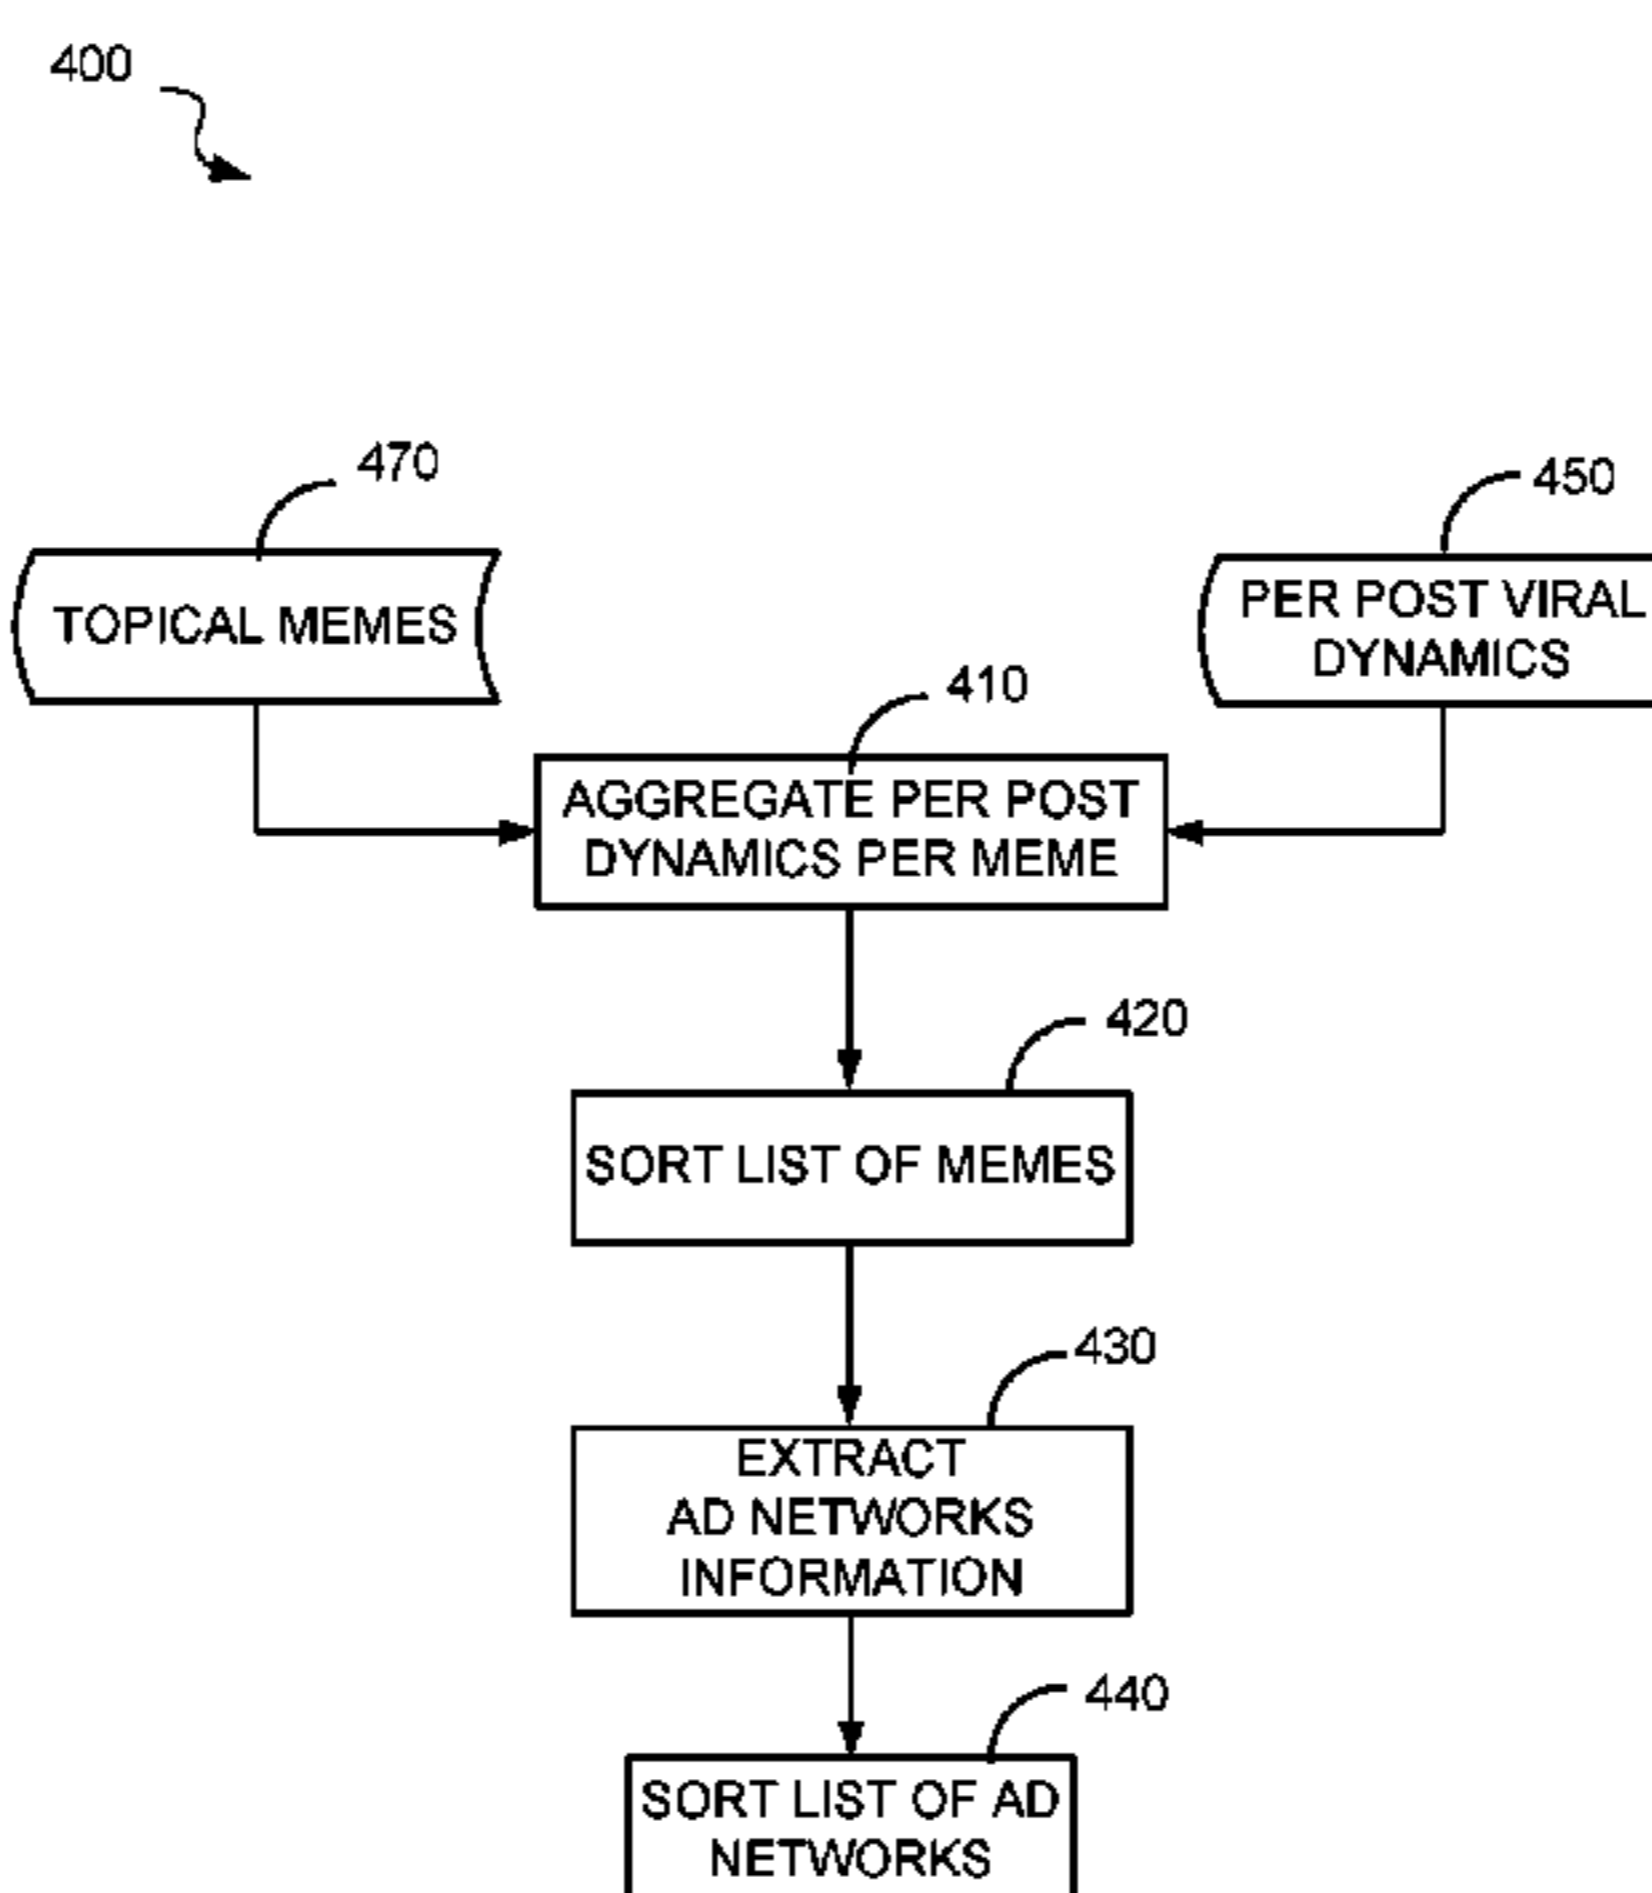 400
470
450
TOPICAL MEMES
PER POST VIRAL
DYNAMICS
410
AGGREGATE PER POST
DYNAMICS PER MEME
420
SORT LIST OF MEMES
430
EXTRACT
AD NETWORKS
INFORMATION
440
SORT LIST OF AD
NETWORKS